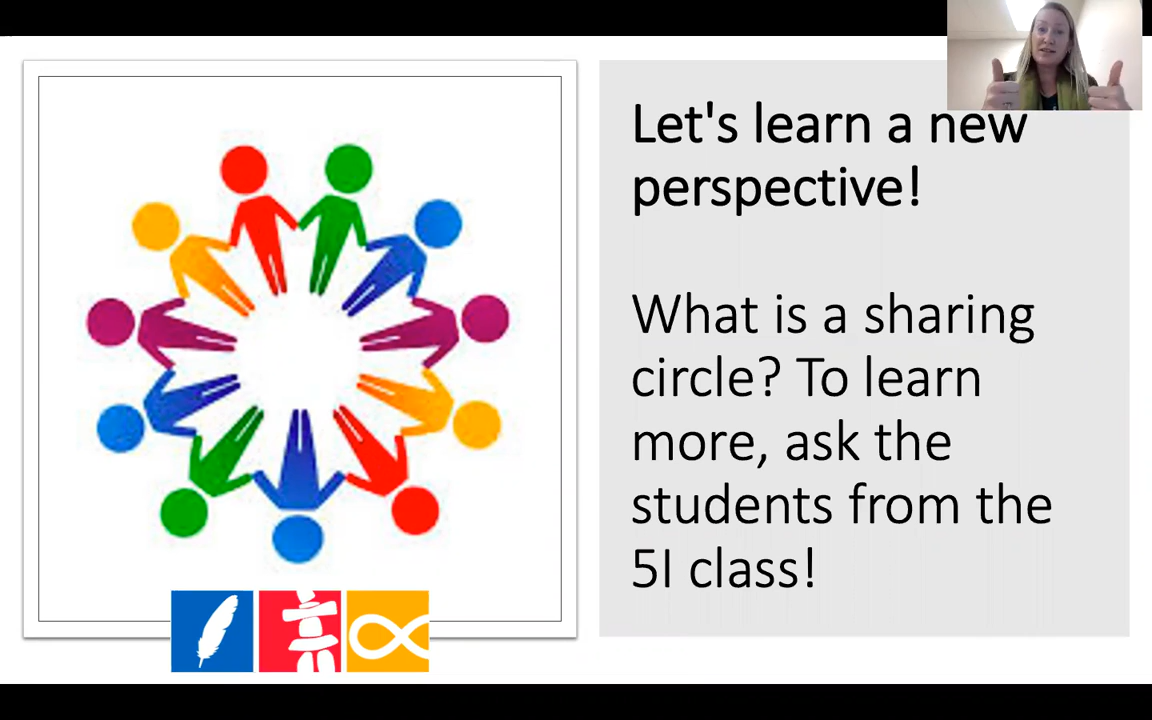 Let's learn a new
perspective!
What is a sharing
circle? To learn
more, ask the
students from the
5I class!